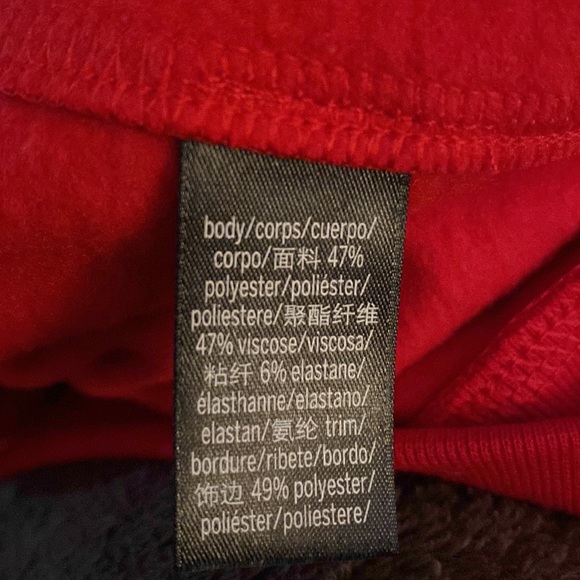 body/corps/cuerpo/
corpo/面料 47%
polyester/poliéster/
poliestere/聚酯纤维
47% viscose/viscosa/
粘纤 6% elastane/
élasthanne/elastano/
elastan/氨纶 trim/
bordure/ribete/bordo/
饰边 49% polyester/
poliéster/poliestere/